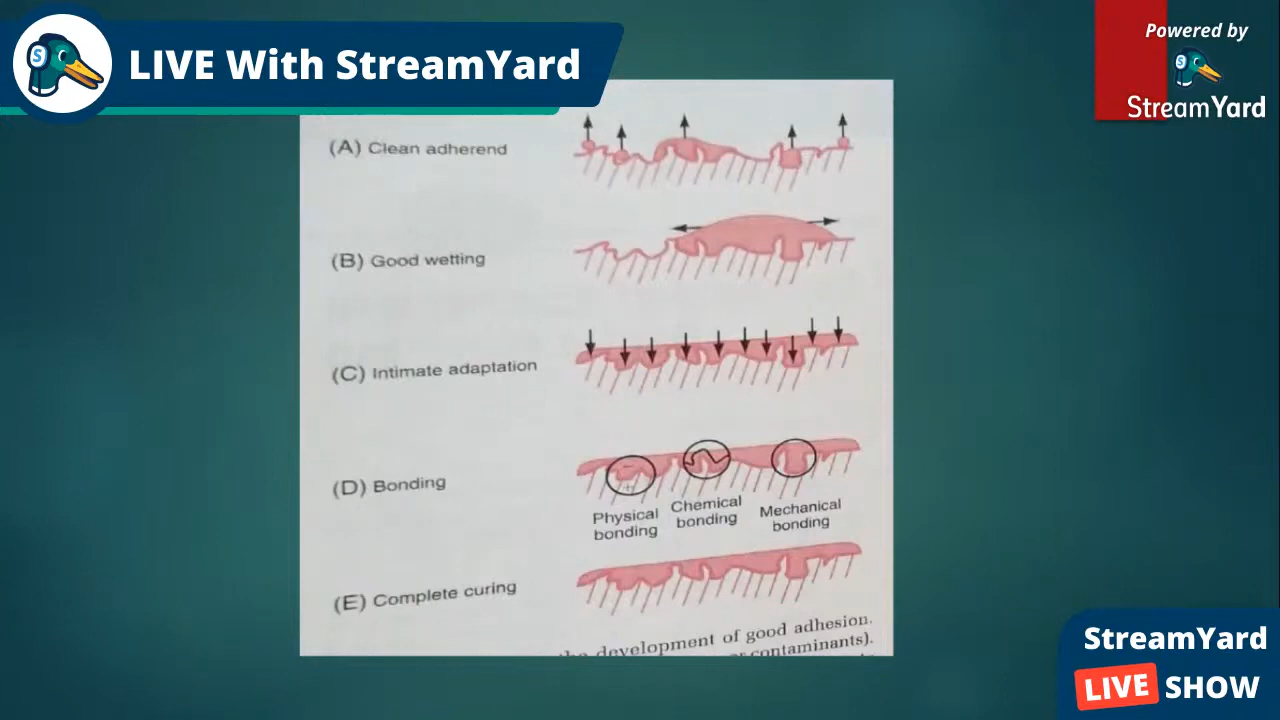 LIVE With StreamYard
Powered by
StreamYard
(A) Clean adherend
(B) Good wetting
(C) Intimate adaptation
(D) Bonding
Physical
bonding
Chemical
bonding
Mechanical
bonding
(E) Complete curing
development of good adhesion.
contaminants).
StreamYard
LIVE SHOW